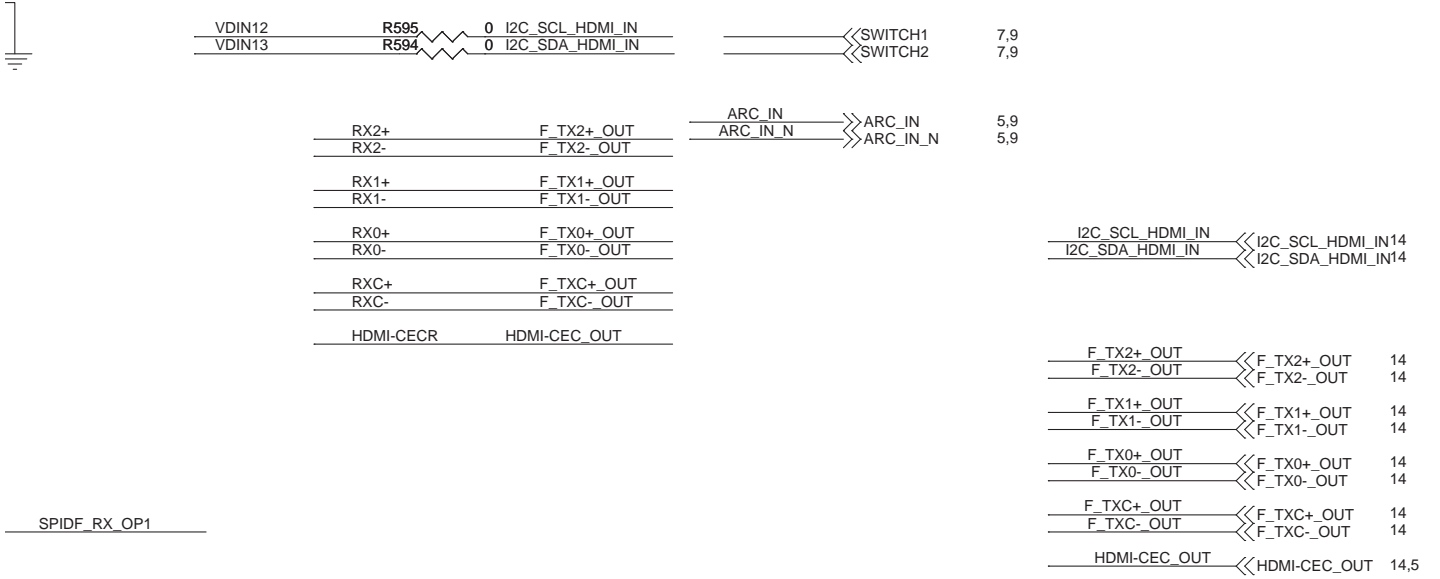 VDIN12 R595 0 I2C_SCL_HDMI_IN SWITCH1 7,9
VDIN13 R594 0 I2C_SDA_HDMI_IN SWITCH2 7,9
ARC_IN ARC_IN 5,9
ARC_IN_N ARC_IN_N 5,9
RX2+ F_TX2+_OUT
RX2- F_TX2-_OUT
RX1+ F_TX1+_OUT
RX1- F_TX1-_OUT
RX0+ F_TX0+_OUT
RX0- F_TX0-_OUT
RXC+ F_TXC+_OUT
RXC- F_TXC-_OUT
HDMI-CECR HDMI-CEC_OUT
I2C_SCL_HDMI_IN I2C_SCL_HDMI_IN 14
I2C_SDA_HDMI_IN I2C_SDA_HDMI_IN 14
F_TX2+_OUT F_TX2+_OUT 14
F_TX2-_OUT F_TX2-_OUT 14
F_TX1+_OUT F_TX1+_OUT 14
F_TX1-_OUT F_TX1-_OUT 14
F_TX0+_OUT F_TX0+_OUT 14
F_TX0-_OUT F_TX0-_OUT 14
F_TXC+_OUT F_TXC+_OUT 14
F_TXC-_OUT F_TXC-_OUT 14
HDMI-CEC_OUT HDMI-CEC_OUT 14,5
SPIDF_RX_OP1